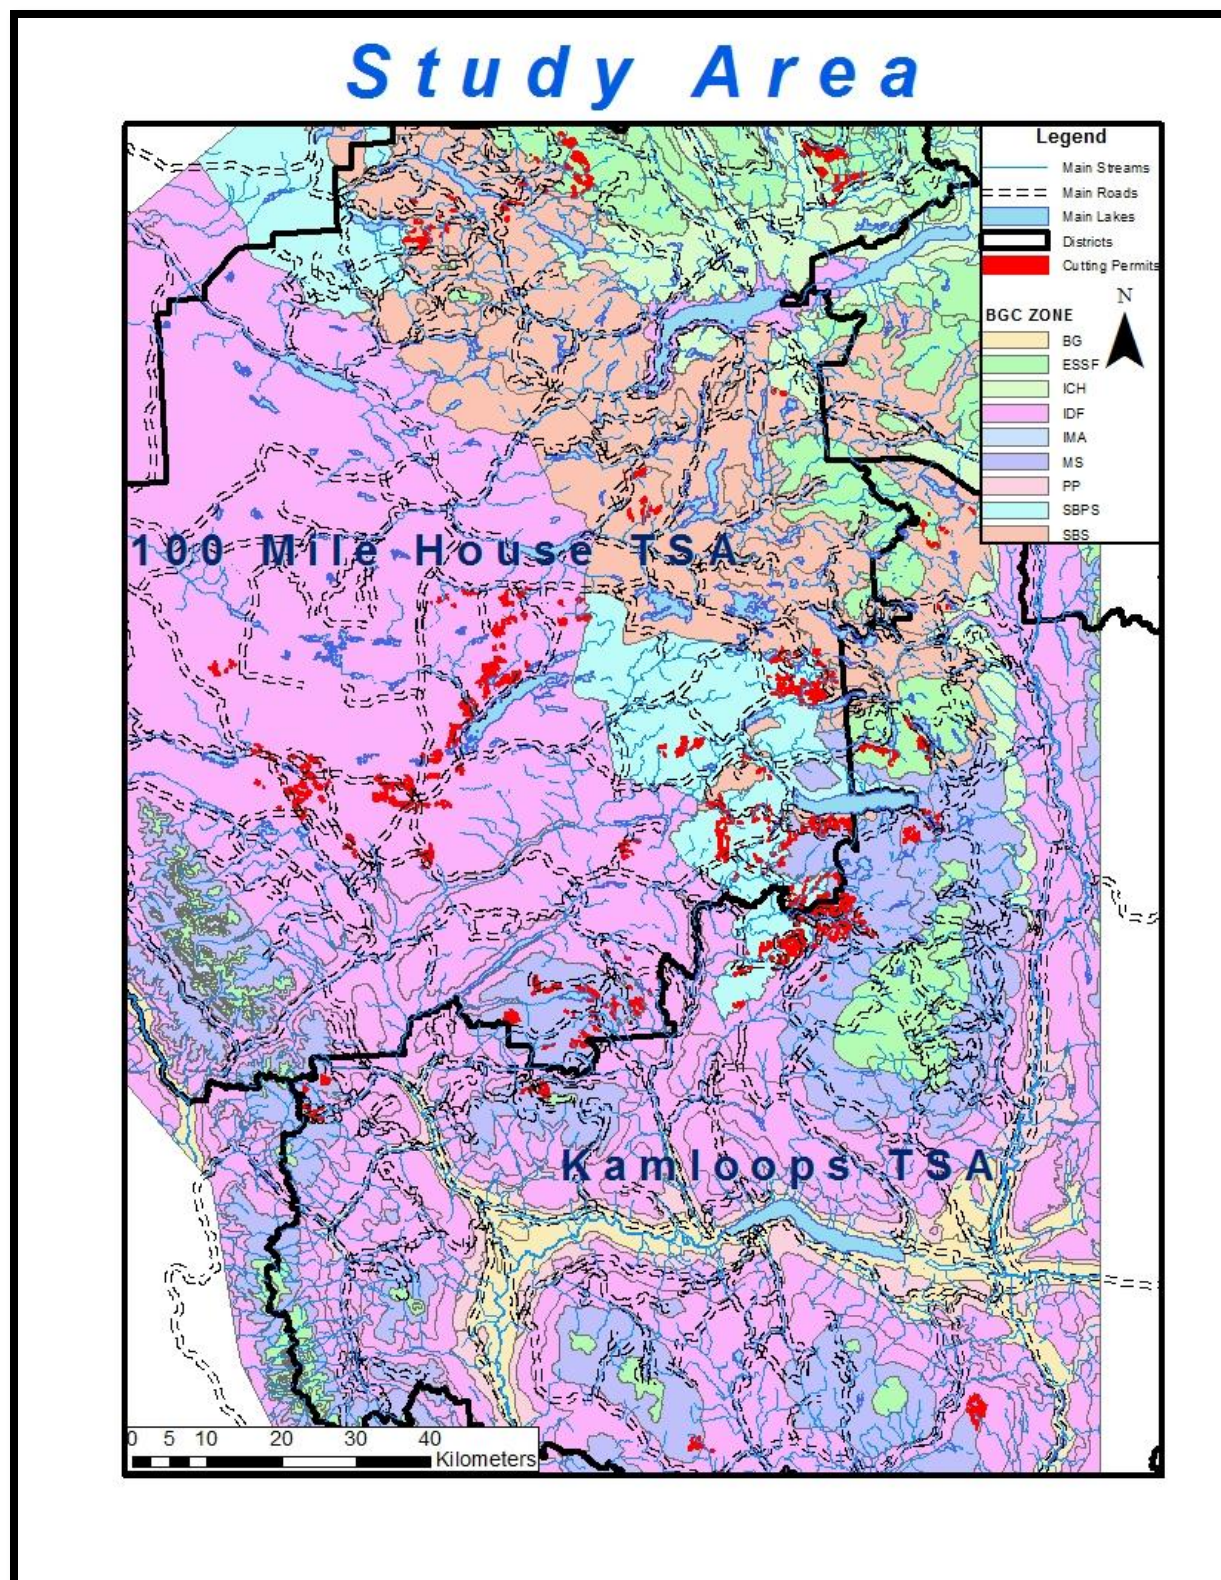 Study Area
Legend
Main Streams
Main Roads
Main Lakes
Districts
Cutting Permits
N
BGC ZONE
BG
ESSF
ICH
IDF
IMA
MS
PP
SBPS
SBS
100 Mile House TSA
Kamloops TSA
0 5 10 20 30 40
Kilometers